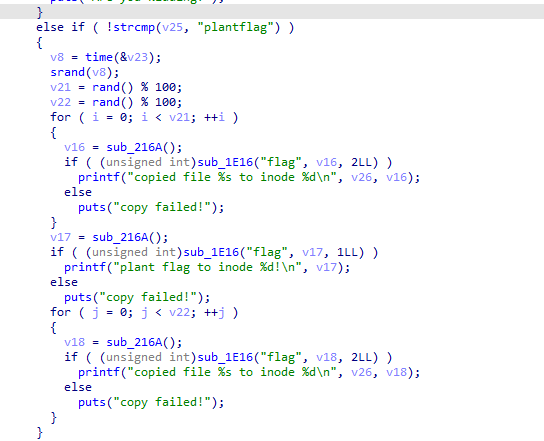 }
else if ( !strcmp(v25, "plantflag") )
{
v8 = time(&v23);
srand(v8);
v21 = rand() % 100;
v22 = rand() % 100;
for ( i = 0; i < v21; ++i )
{
v16 = sub_216A();
if ( (unsigned int)sub_1E16("flag", v16, 2LL) )
printf("copied file %s to inode %d\n", v26, v16);
else
puts("copy failed!");
}
v17 = sub_216A();
if ( (unsigned int)sub_1E16("flag", v17, 1LL) )
printf("plant flag to inode %d!\n", v17);
else
puts("copy failed!");
for ( j = 0; j < v22; ++j )
{
v18 = sub_216A();
if ( (unsigned int)sub_1E16("flag", v18, 2LL) )
printf("copied file %s to inode %d\n", v26, v18);
else
puts("copy failed!");
}
}